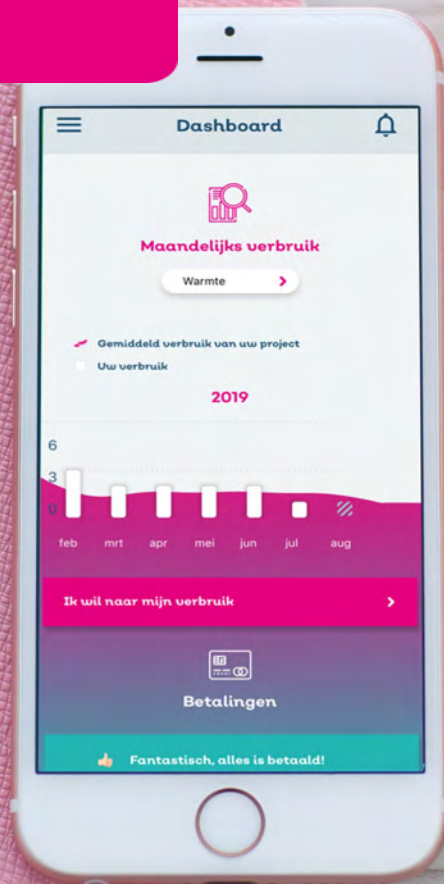 Dashboard
Maandelijks verbruik
Warmte
Gemiddeld verbruik van uw project
Uw verbruik
2019
6
3
0
feb mrt apr mei jun jul aug
Ik wil naar mijn verbruik
Betalingen
Fantastisch, alles is betaald!